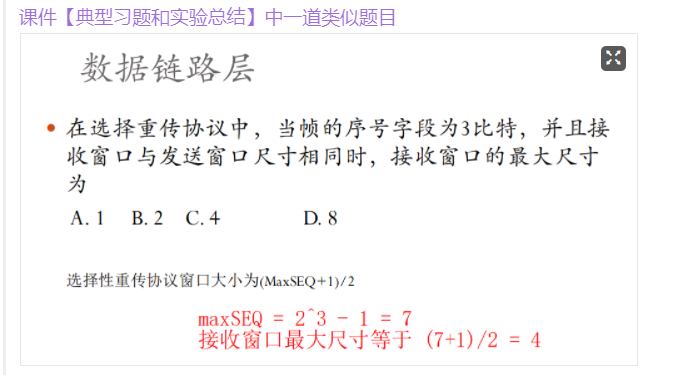 课件【典型习题和实验总结】中一道类似题目
数据链路层
• 在选择重传协议中，当帧的序号字段为3比特，并且接
收窗口与发送窗口尺寸相同时，接收窗口的最大尺寸
为
A. 1 B. 2 C. 4 D. 8
选择性重传协议窗口大小为(MaxSEQ+1)/2
maxSEQ = 2^3 - 1 = 7
接收窗口最大尺寸等于 (7+1)/2 = 4